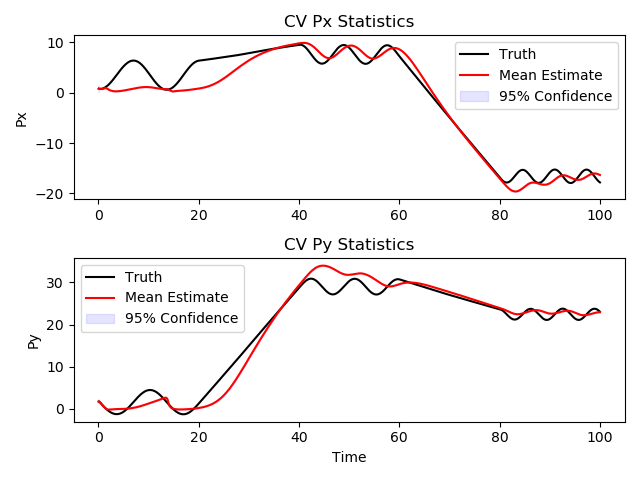 CV Px Statistics
10
0
−10
−20
Px
Truth
Mean Estimate
95% Confidence
0 20 40 60 80 100
CV Py Statistics
30
20
10
0
Py
Truth
Mean Estimate
95% Confidence
0 20 40 60 80 100
Time